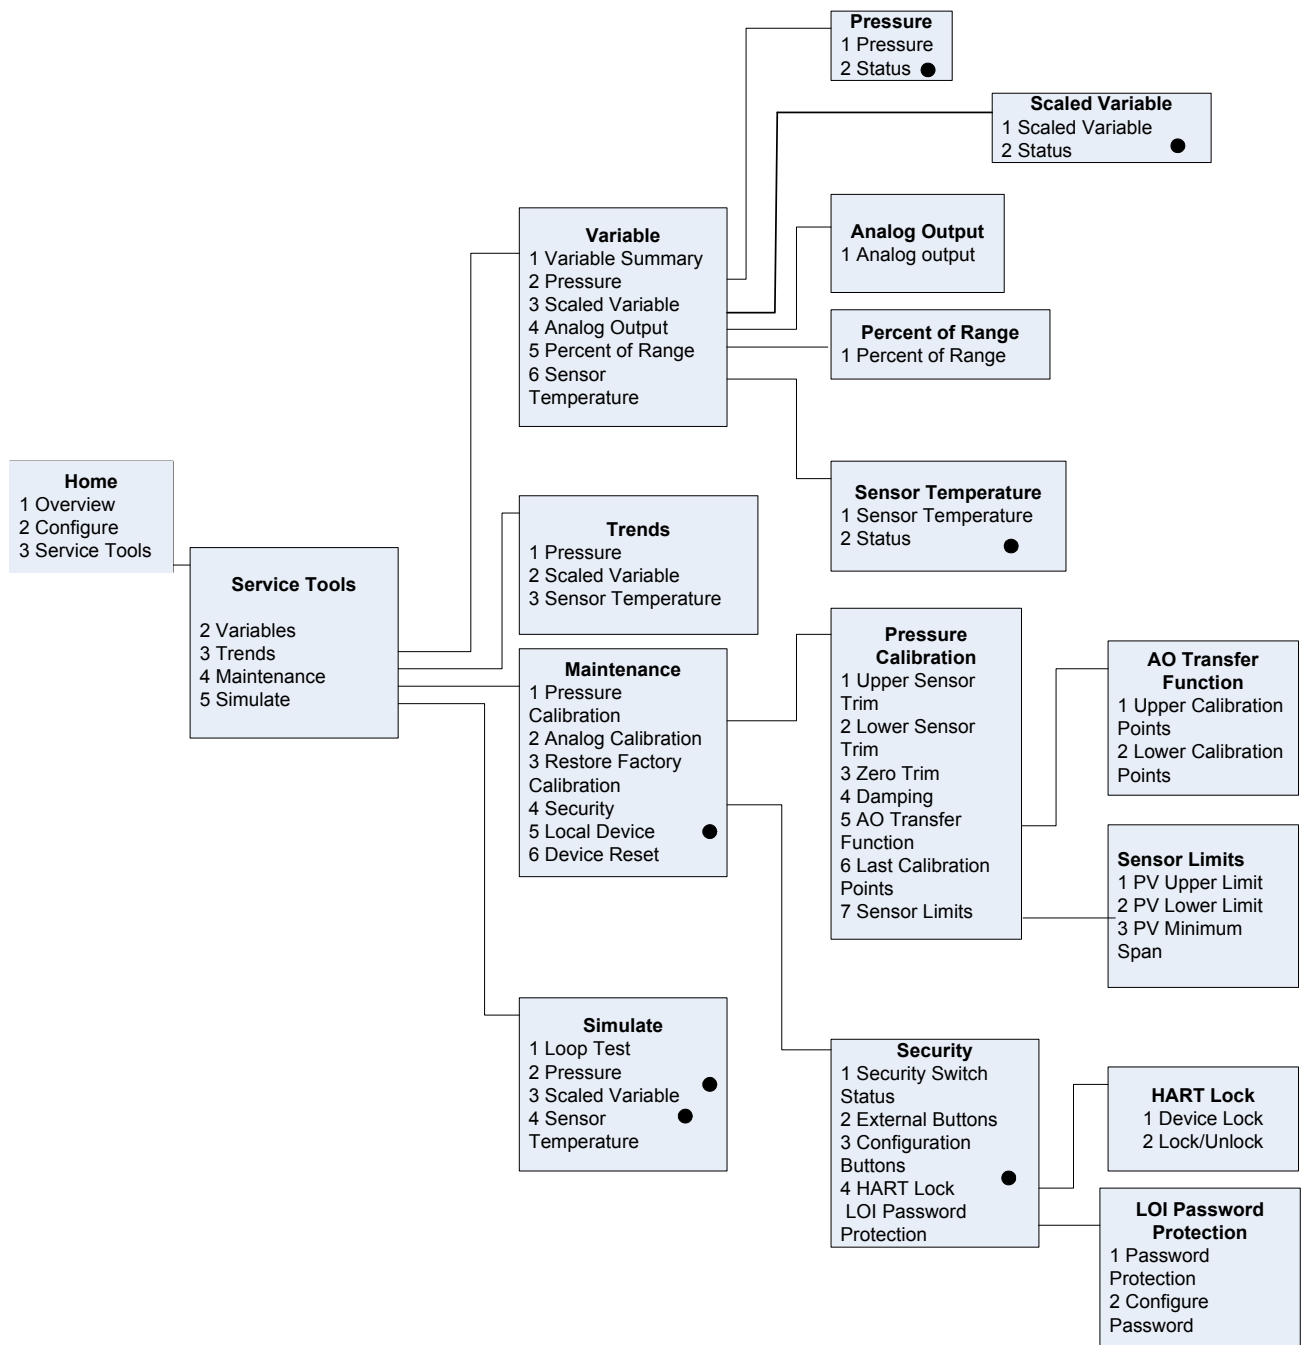 Home
1 Overview
2 Configure
3 Service Tools
Service Tools
2 Variables
3 Trends
4 Maintenance
5 Simulate
Variable
1 Variable Summary
2 Pressure
3 Scaled Variable
4 Analog Output
5 Percent of Range
6 Sensor
Temperature
Trends
1 Pressure
2 Scaled Variable
3 Sensor Temperature
Maintenance
1 Pressure
Calibration
2 Analog Calibration
3 Restore Factory
Calibration
4 Security
5 Local Device
6 Device Reset
Simulate
1 Loop Test
2 Pressure
3 Scaled Variable
4 Sensor
Temperature
Pressure
1 Pressure
2 Status
Scaled Variable
1 Scaled Variable
2 Status
Analog Output
1 Analog output
Percent of Range
1 Percent of Range
Sensor Temperature
1 Sensor Temperature
2 Status
Pressure
Calibration
1 Upper Sensor
Trim
2 Lower Sensor
Trim
3 Zero Trim
4 Damping
5 AO Transfer
Function
6 Last Calibration
Points
7 Sensor Limits
Security
1 Security Switch
Status
2 External Buttons
3 Configuration
Buttons
4 HART Lock
LOI Password
Protection
AO Transfer
Function
1 Upper Calibration
Points
2 Lower Calibration
Points
Sensor Limits
1 PV Upper Limit
2 PV Lower Limit
3 PV Minimum
Span
HART Lock
1 Device Lock
2 Lock/Unlock
LOI Password
Protection
1 Password
Protection
2 Configure
Password